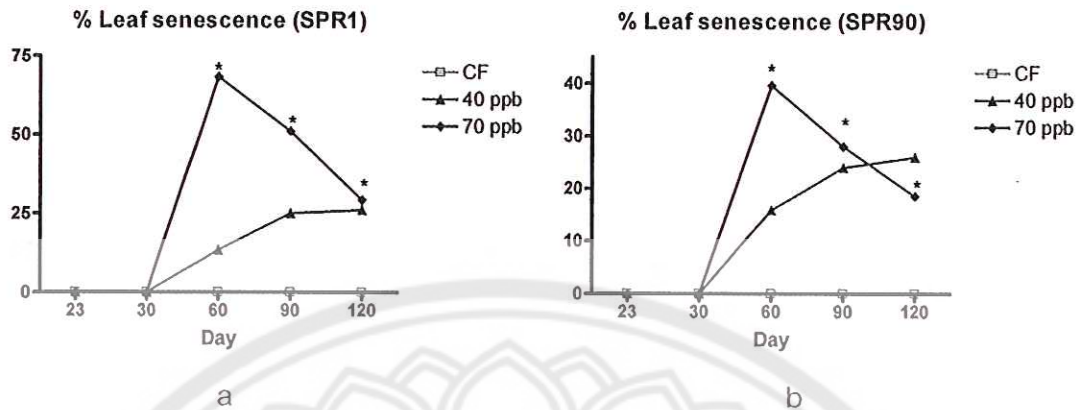 % Leaf senescence (SPR1)
75
50
25
0
23 30 60 90 120
Day
* * *
CF
40 ppb
70 ppb
a
% Leaf senescence (SPR90)
40
30
20
10
0
23 30 60 90 120
Day
* * *
CF
40 ppb
70 ppb
b